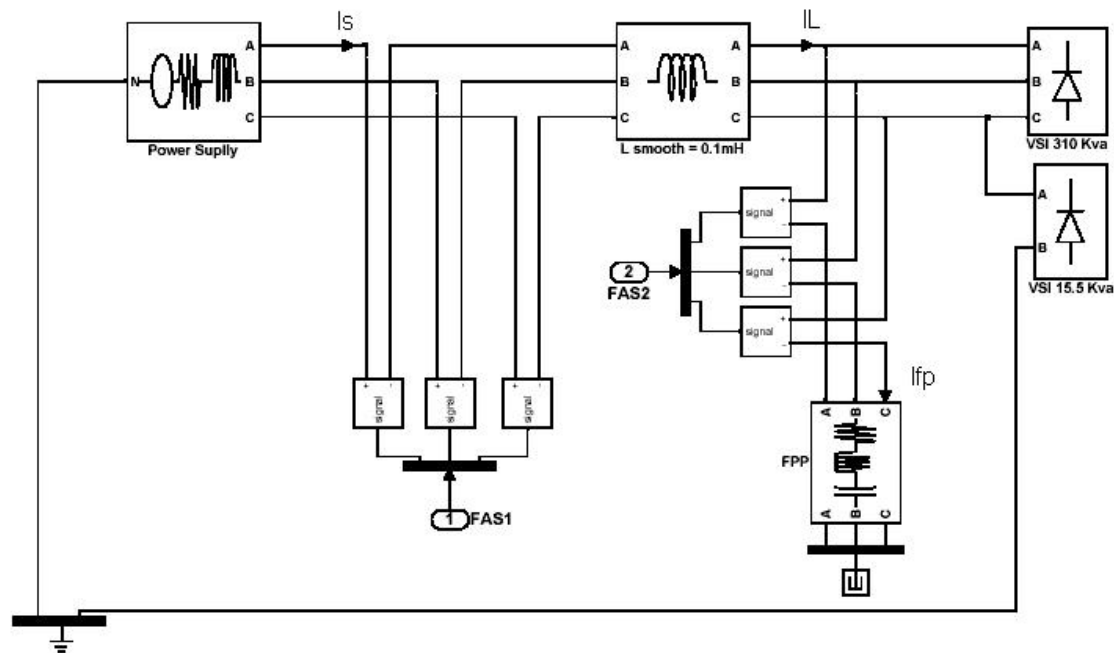 Is
IL
A
B
C
N
Power Suplly
A
B
C
A
B
C
L smooth = 0.1mH
A
B
C
VSI 310 Kva
A
B
VSI 15.5 Kva
signal
+
-
signal
+
-
signal
+
-
2
FAS2
Ifp
+
-
signal
+
-
signal
+
-
signal
A
B
C
FPP
A
B
C
1
FAS1